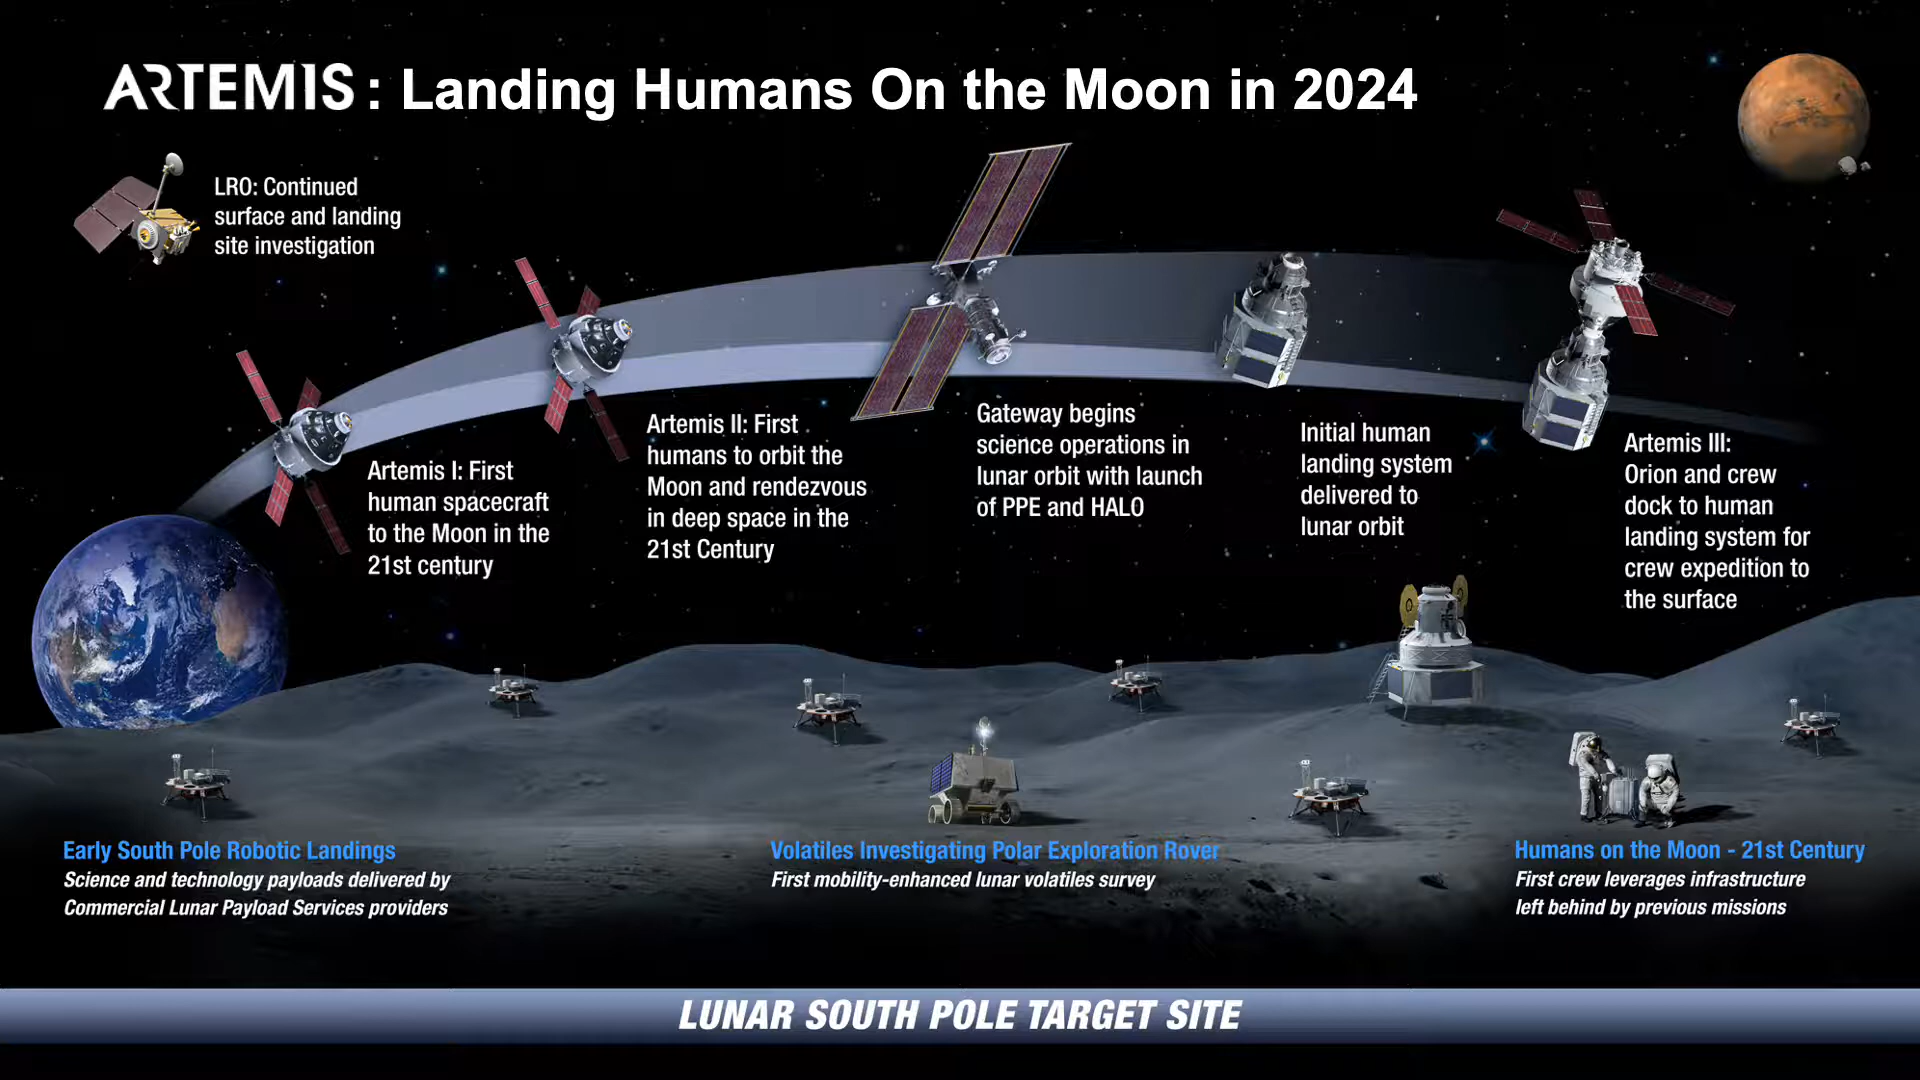 ARTEMIS: Landing Humans On the Moon in 2024
LRO: Continued
surface and landing
site investigation
Artemis I: First
human spacecraft
to the Moon in the
21st century
Artemis II: First
humans to orbit the
Moon and rendezvous
in deep space in the
21st Century
Gateway begins
science operations in
lunar orbit with launch
of PPE and HALO
Initial human
landing system
delivered to
lunar orbit
Artemis III:
Orion and crew
dock to human
landing system for
crew expedition to
the surface
Early South Pole Robotic Landings
Science and technology payloads delivered by
Commercial Lunar Payload Services providers
Volatiles Investigating Polar Exploration Rover
First mobility-enhanced lunar volatiles survey
Humans on the Moon - 21st Century
First crew leverages infrastructure
left behind by previous missions
LUNAR SOUTH POLE TARGET SITE